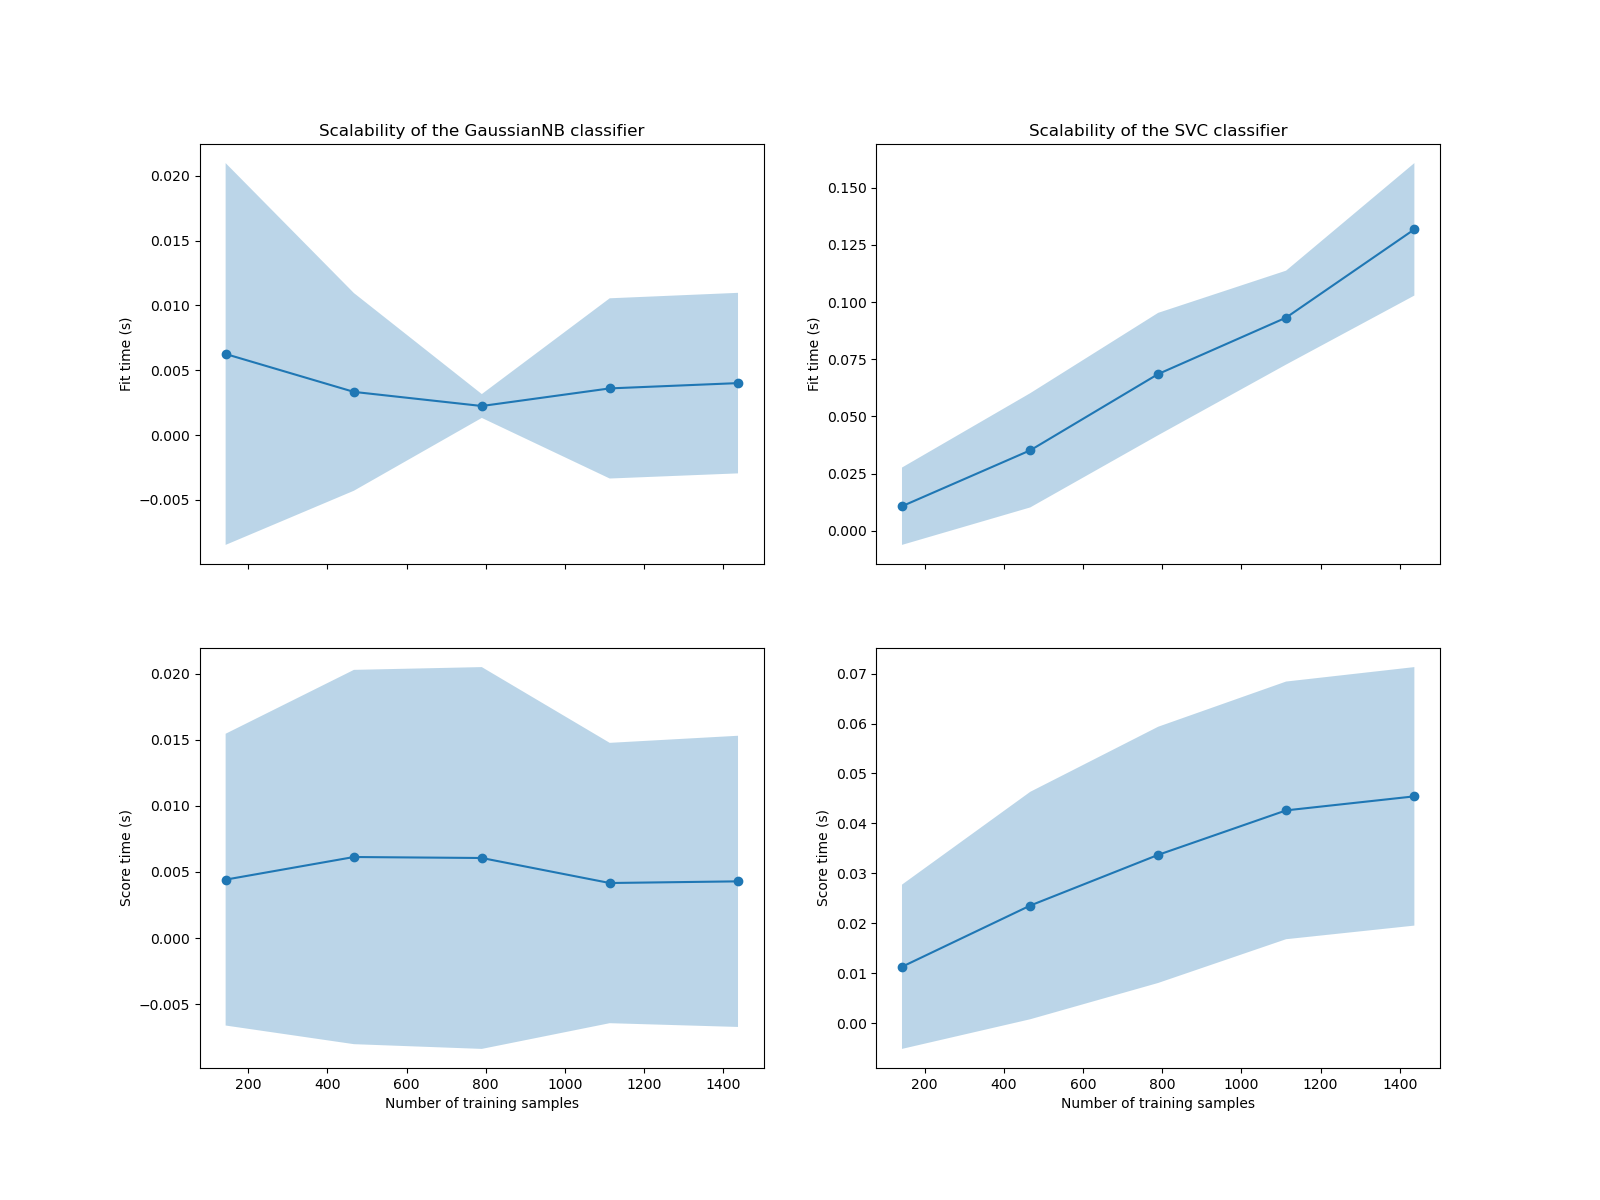 Scalability of the GaussianNB classifier
0.020
0.015
0.010
0.005
0.000
−0.005
Fit time (s)
Scalability of the SVC classifier
0.150
0.125
0.100
0.075
0.050
0.025
0.000
Fit time (s)
0.020
0.015
0.010
0.005
0.000
−0.005
Score time (s)
200 400 600 800 1000 1200 1400
Number of training samples
0.07
0.06
0.05
0.04
0.03
0.02
0.01
0.00
Score time (s)
200 400 600 800 1000 1200 1400
Number of training samples